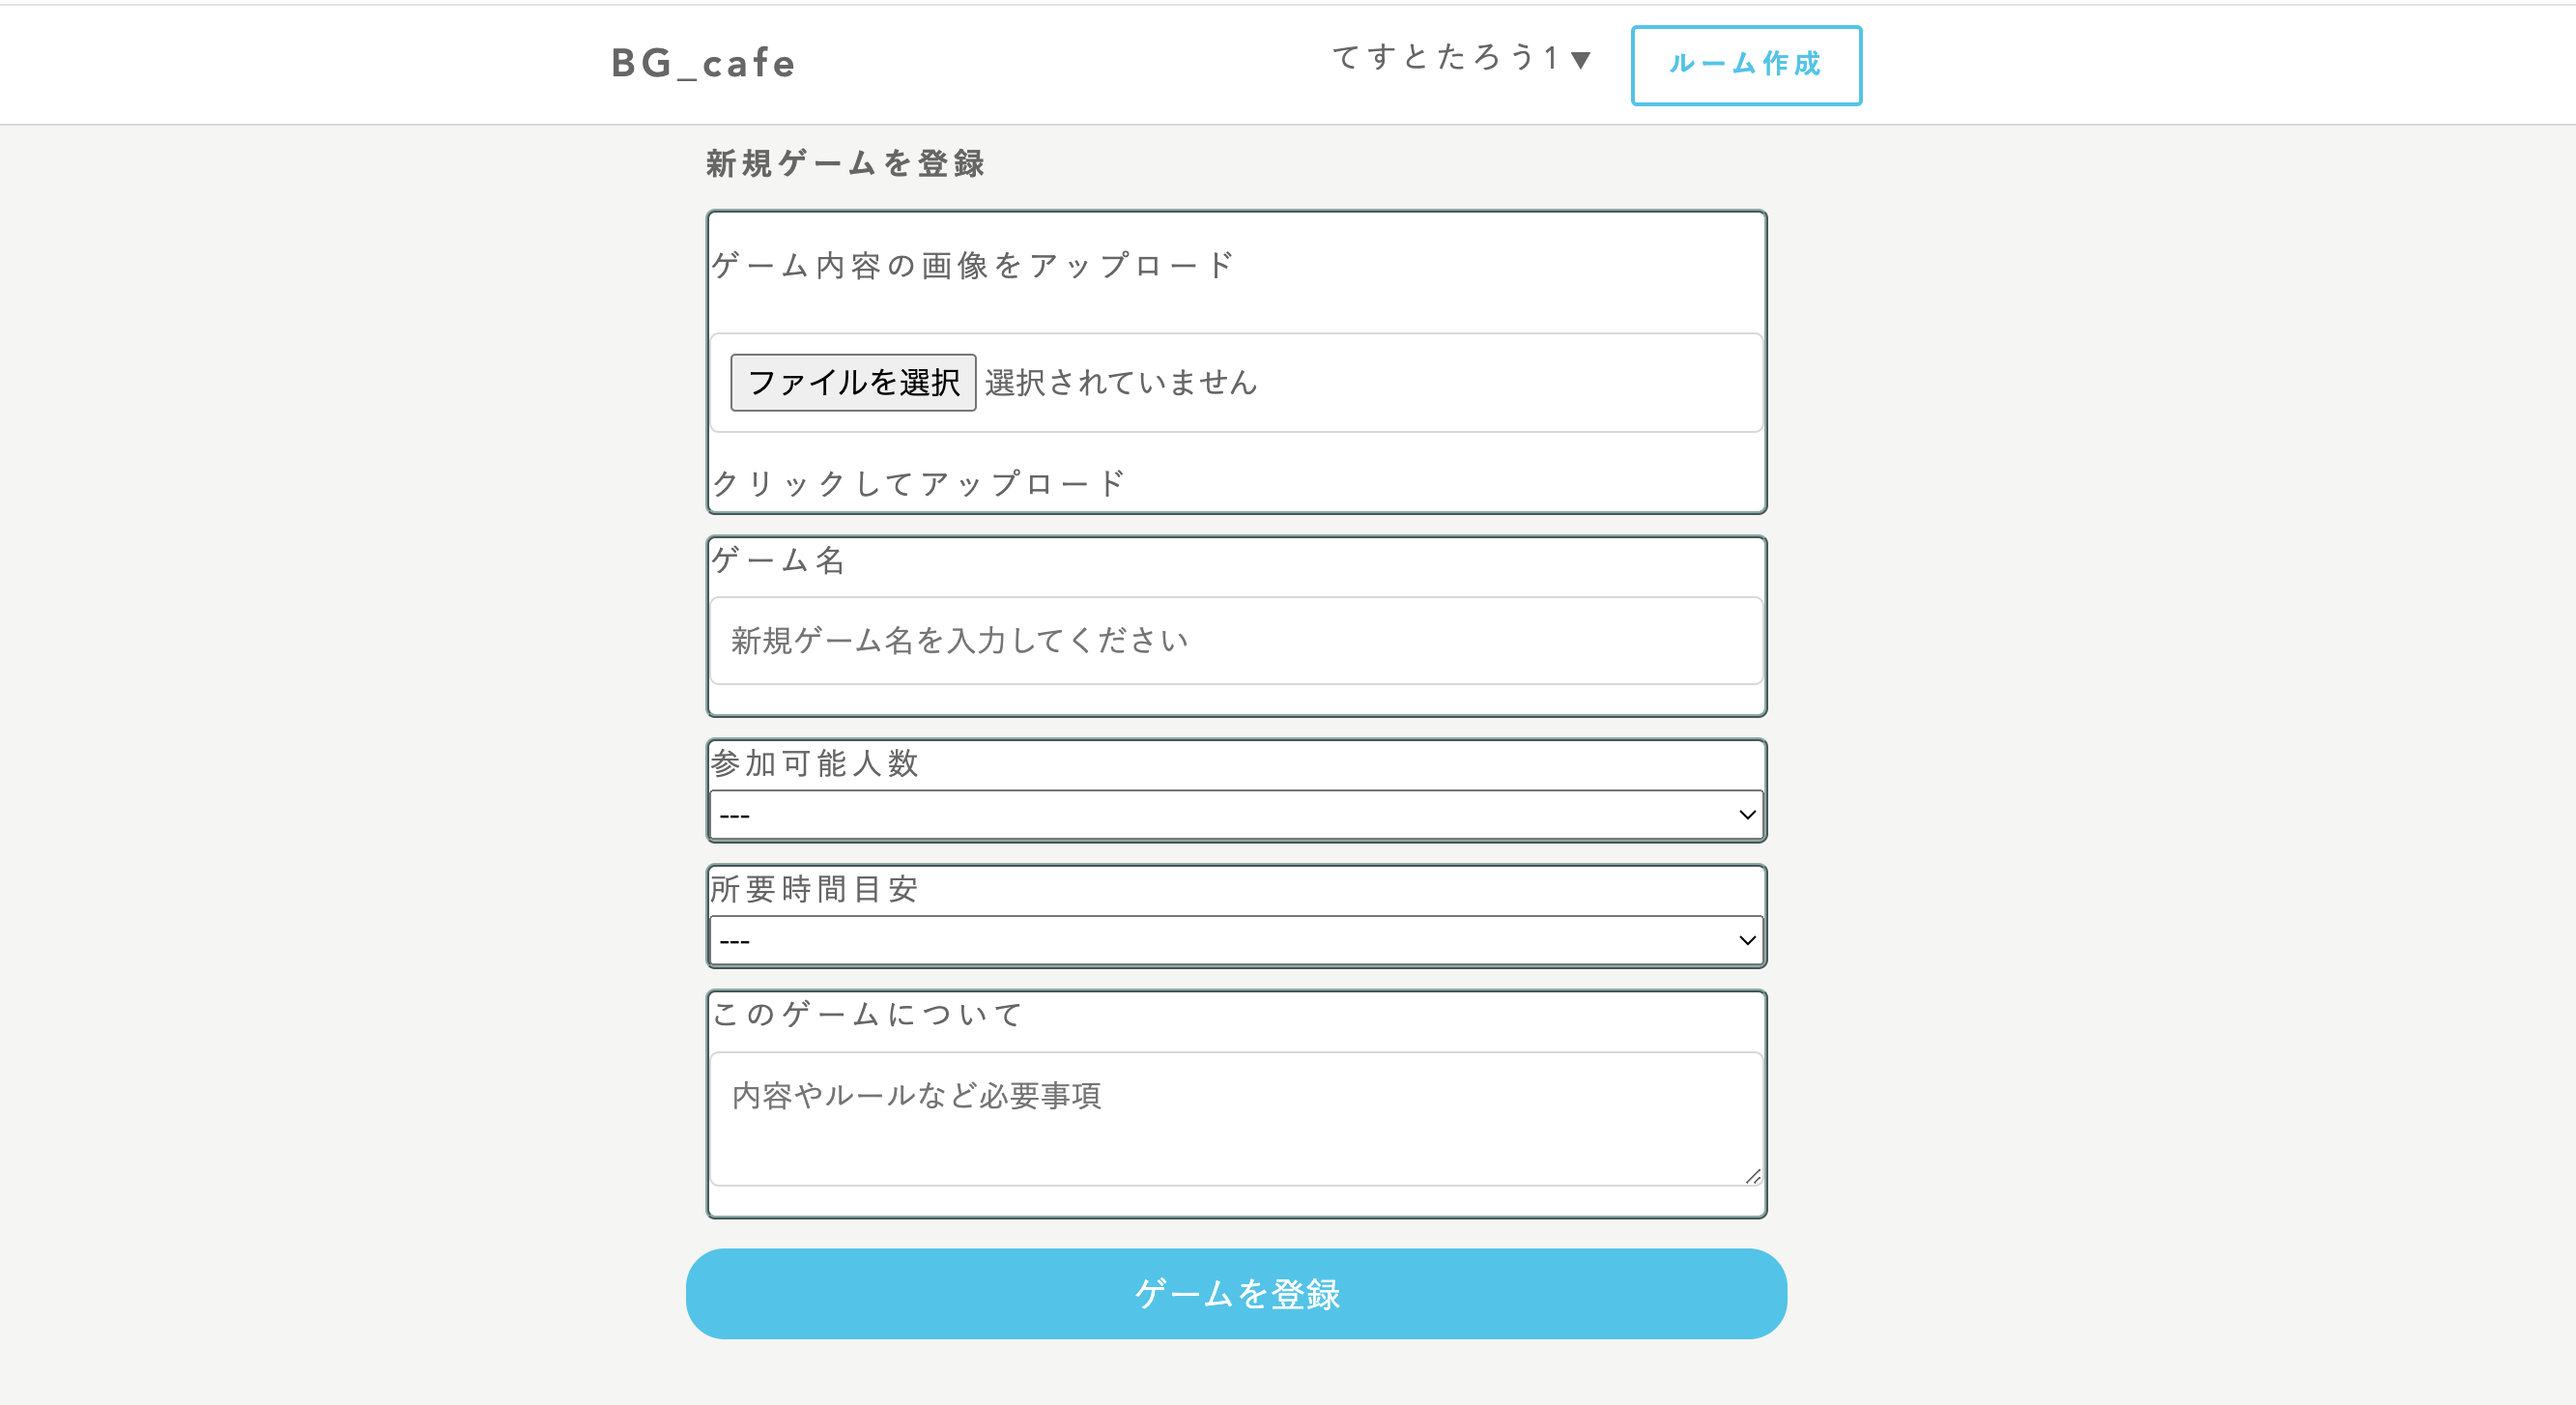 BG_cafe
てすとたろう1▼
ルーム作成
新規ゲームを登録
ゲーム内容の画像をアップロード
ファイルを選択 選択されていません
クリックしてアップロード
ゲーム名
新規ゲーム名を入力してください
参加可能人数
---
所要時間目安
---
このゲームについて
内容やルールなど必要事項
ゲームを登録